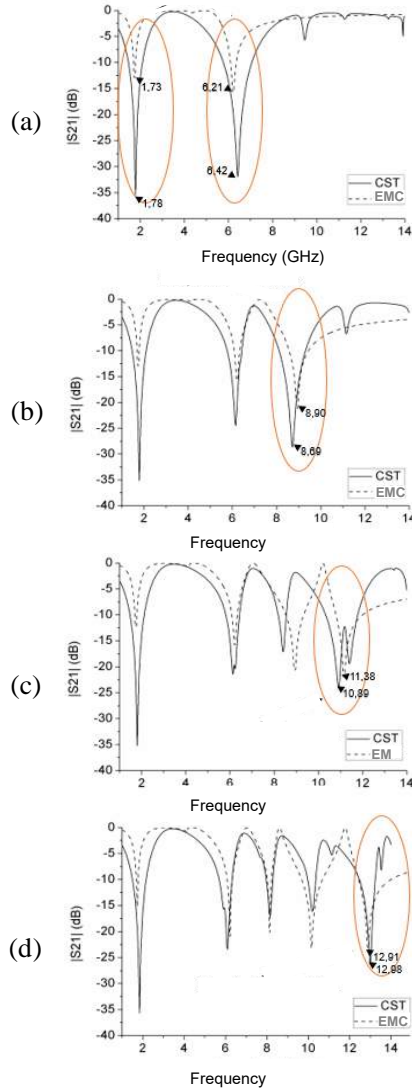 (a)
|S21| (dB)
0
-5
-10
-15
-20
-25
-30
-35
-40
1,73
6,21
6,42
1,78
CST
EMC
2 4 6 8 10 12 14
Frequency (GHz)
(b)
|S21| (dB)
0
-5
-10
-15
-20
-25
-30
-35
-40
8,90
8,69
CST
EMC
2 4 6 8 10 12
Frequency
(c)
|S21| (dB)
0
-5
-10
-15
-20
-25
-30
-35
-40
11,38
10,89
CST
EM
2 4 6 8 10 12 14
Frequency
(d)
|S21| (dB)
0
-5
-10
-15
-20
-25
-30
-35
-40
12,91
12,98
CST
EMC
2 4 6 8 10 12 14
Frequency